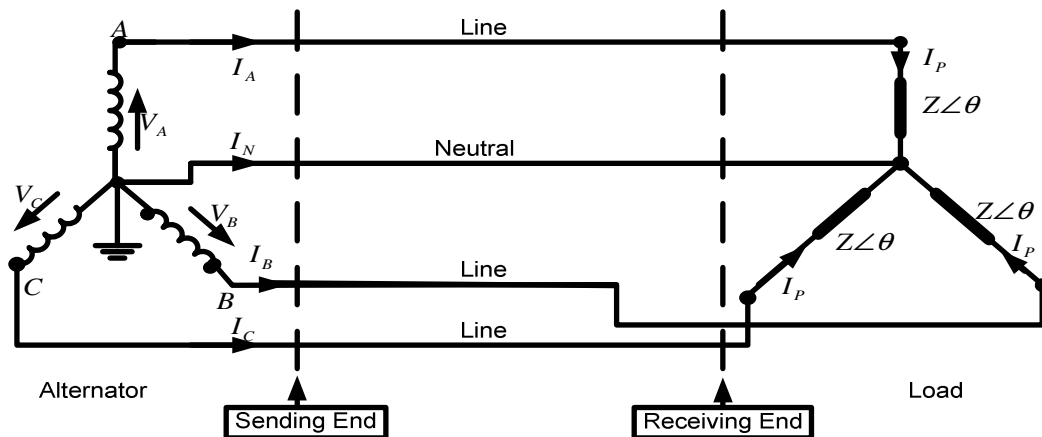 A
Line
I_A
I_P
V_A
Z∠θ
I_N
Neutral
V_C
V_B
Z∠θ
Z∠θ
I_B
Line
I_P
I_P
C
B
I_C
Line
Alternator
Load
Sending End
Receiving End